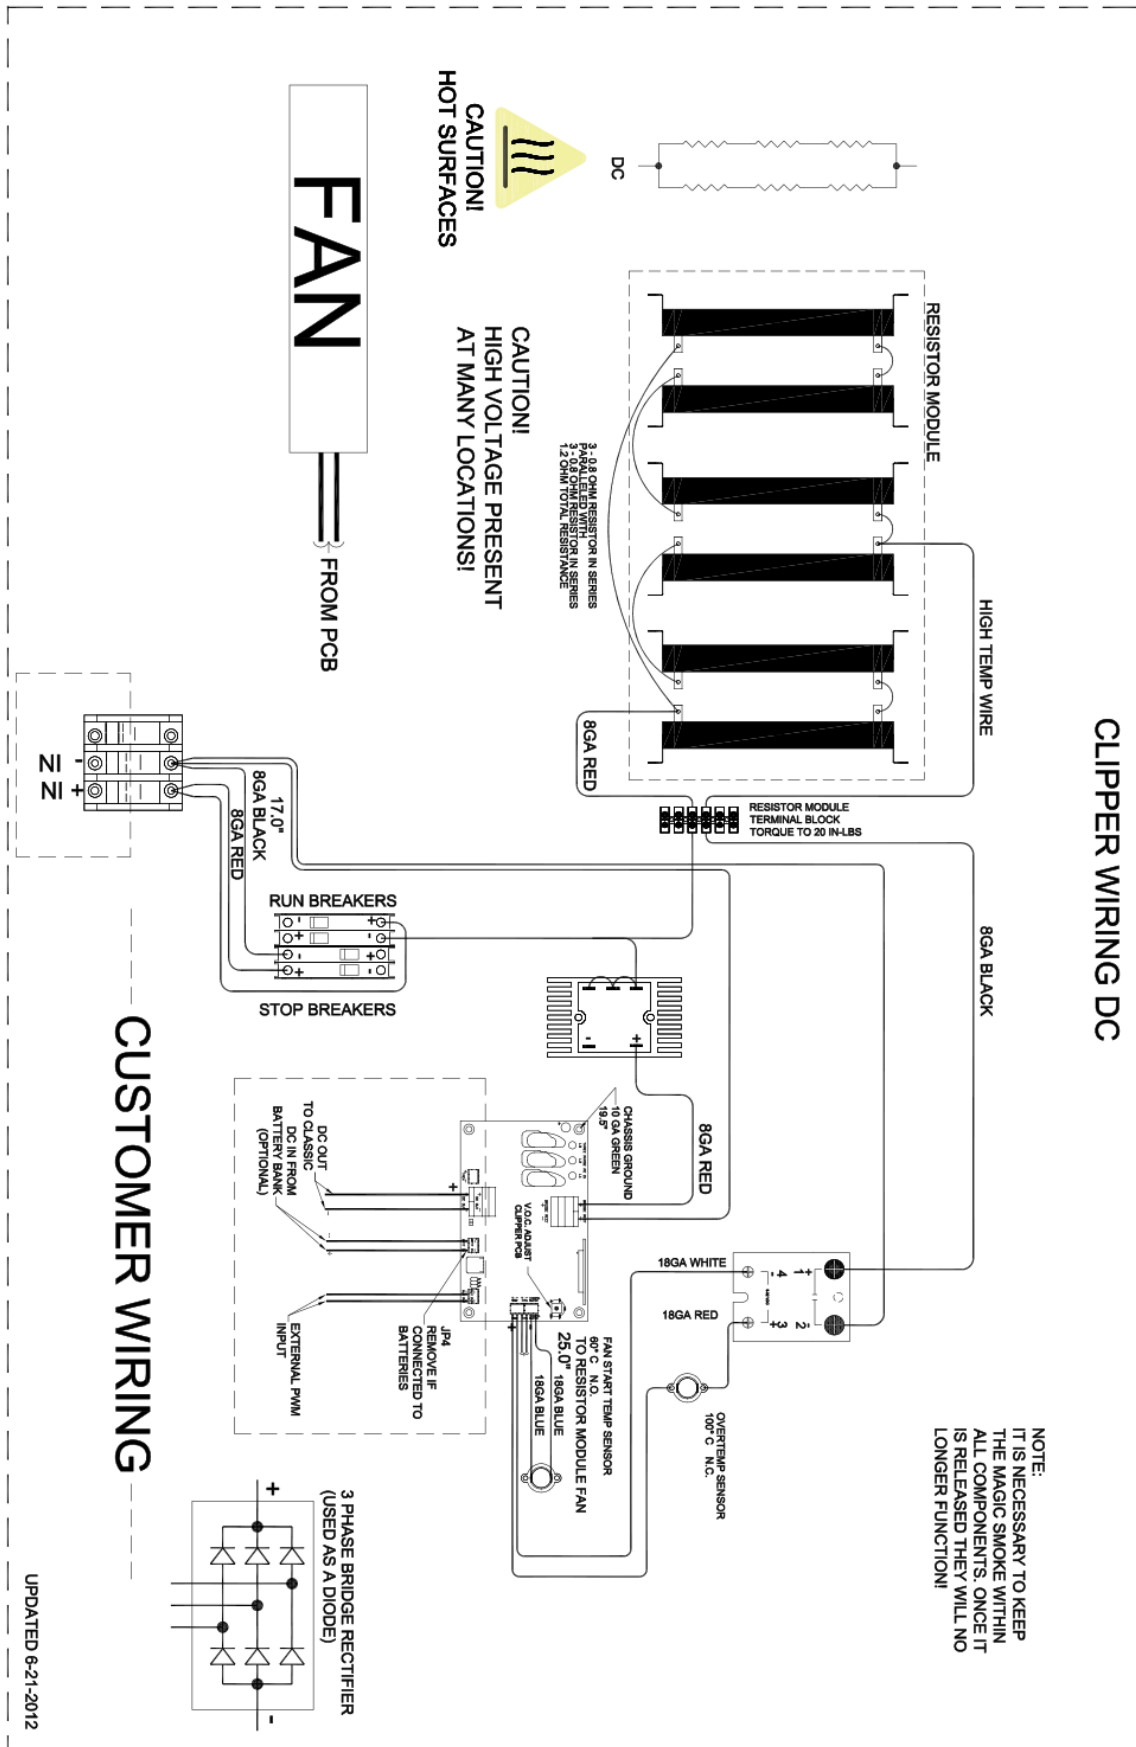 CLIPPER WIRING DC
NOTE:
IT IS NECESSARY TO KEEP
THE MAGIC SMOKE WITHIN
ALL COMPONENTS. ONCE IT
IS RELEASED THEY WILL NO
LONGER FUNCTION!
RESISTOR MODULE
HIGH TEMP WIRE
8GA BLACK
DC
RESISTOR MODULE
TERMINAL BLOCK
TORQUE TO 20 IN-LBS
3 - 0.8 OHM RESISTOR IN SERIES
PARALLELED WITH
3 - 0.8 OHM RESISTOR IN SERIES
1.2 OHM TOTAL RESISTANCE
8GA RED
CAUTION!
HOT SURFACES
CAUTION!
HIGH VOLTAGE PRESENT
AT MANY LOCATIONS!
FAN
FROM PCB
8GA RED
1 +
- 2
4 -
3 +
18GA WHITE
18GA RED
OVERTEMP SENSOR
100° C N.C.
CHASSIS GROUND
10 GA GREEN
19.5"
V.O.C. ADJUST
CLIPPER PCB
FAN START TEMP SENSOR
60° C N.O.
TO RESISTOR MODULE FAN
25.0"
18GA BLUE
18GA BLUE
- IN
+ IN
17.0"
8GA BLACK
8GA RED
RUN BREAKERS
STOP BREAKERS
JP4
REMOVE IF
CONNECTED TO
BATTERIES
DC OUT
TO CLASSIC
DC IN FROM
BATTERY BANK
(OPTIONAL)
EXTERNAL PWM
INPUT
CUSTOMER WIRING
3 PHASE BRIDGE RECTIFIER
(USED AS A DIODE)
+
-
UPDATED 6-21-2012